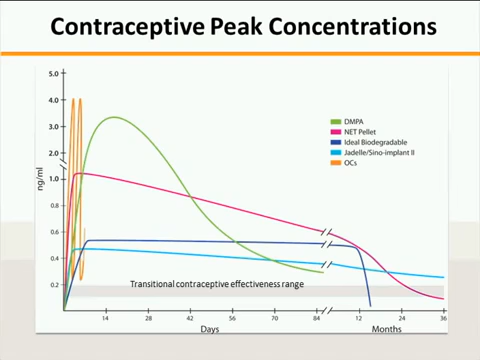 Contraceptive Peak Concentrations
5.0
4.0
3.0
2.0
1.0
0.8
0.6
0.4
0.2
ng/ml
DMPA
NET Pellet
Ideal Biodegradable
Jadelle/Sino-implant II
OCs
Transitional contraceptive effectiveness range
14 28 42 56 70 84 12 24 36
Days Months